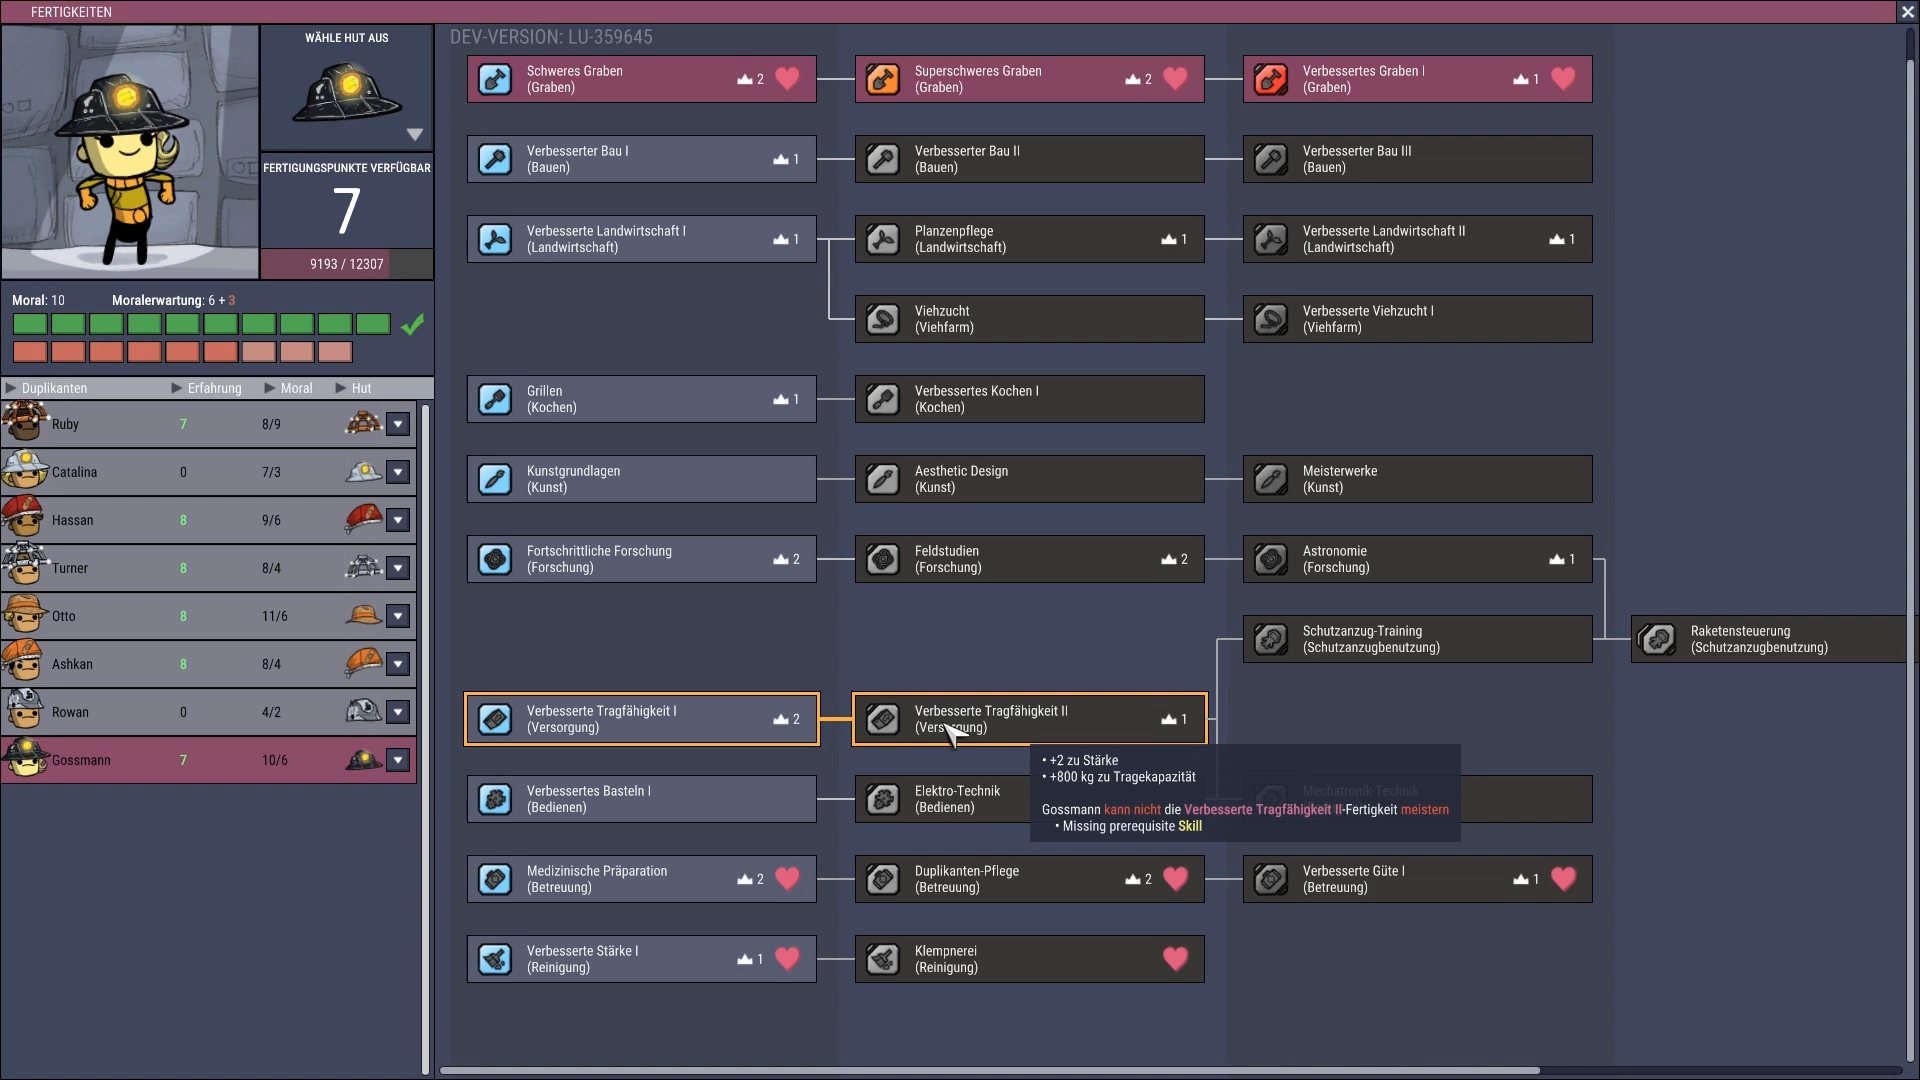 FERTIGKEITEN
WÄHLE HUT AUS
FERTIGUNGSPUNKTE VERFÜGBAR
7
9193 / 12307
Moral: 10 Moralerwartung: 6 + 3
Duplikanten Erfahrung Moral Hut
Ruby 7 8/9
Catalina 0 7/3
Hassan 8 9/6
Turner 8 8/4
Otto 8 11/6
Ashkan 8 8/4
Rowan 0 4/2
Gossmann 7 10/6
DEV-VERSION: LU-359645
Schweres Graben
(Graben)
2
Superschweres Graben
(Graben)
2
Verbessertes Graben I
(Graben)
1
Verbesserter Bau I
(Bauen)
1
Verbesserter Bau II
(Bauen)
Verbesserter Bau III
(Bauen)
Verbesserte Landwirtschaft I
(Landwirtschaft)
1
Planzenpflege
(Landwirtschaft)
1
Verbesserte Landwirtschaft II
(Landwirtschaft)
1
Viehzucht
(Viehfarm)
Verbesserte Viehzucht I
(Viehfarm)
Grillen
(Kochen)
1
Verbessertes Kochen I
(Kochen)
Kunstgrundlagen
(Kunst)
Aesthetic Design
(Kunst)
Meisterwerke
(Kunst)
Fortschrittliche Forschung
(Forschung)
2
Feldstudien
(Forschung)
2
Astronomie
(Forschung)
1
Schutzanzug-Training
(Schutzanzugbenutzung)
Raketensteuerung
(Schutzanzugbenutzung)
Verbesserte Tragfähigkeit I
(Versorgung)
2
Verbesserte Tragfähigkeit II
(Versorgung)
1
• +2 zu Stärke
• +800 kg zu Tragekapazität
Gossmann kann nicht die Verbesserte Tragfähigkeit II-Fertigkeit meistern
• Missing prerequisite Skill
Verbessertes Basteln I
(Bedienen)
Elektro-Technik
(Bedienen)
Mechatronik-Technik
Medizinische Präparation
(Betreuung)
2
Duplikanten-Pflege
(Betreuung)
2
Verbesserte Güte I
(Betreuung)
1
Verbesserte Stärke I
(Reinigung)
1
Klempnerei
(Reinigung)